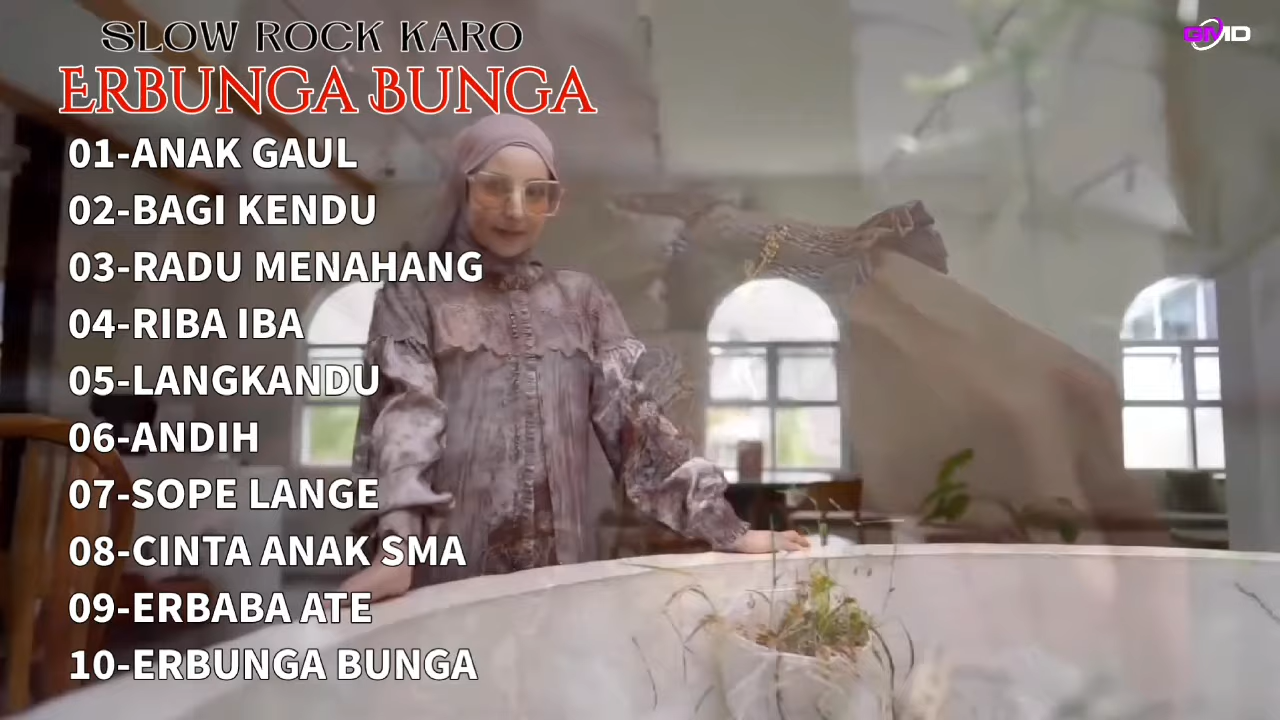 SLOW ROCK KARO
ERBUNGA BUNGA
GMD
01-ANAK GAUL
02-BAGI KENDU
03-RADU MENAHANG
04-RIBA IBA
05-LANGKANDU
06-ANDIH
07-SOPE LANGE
08-CINTA ANAK SMA
09-ERBABA ATE
10-ERBUNGA BUNGA